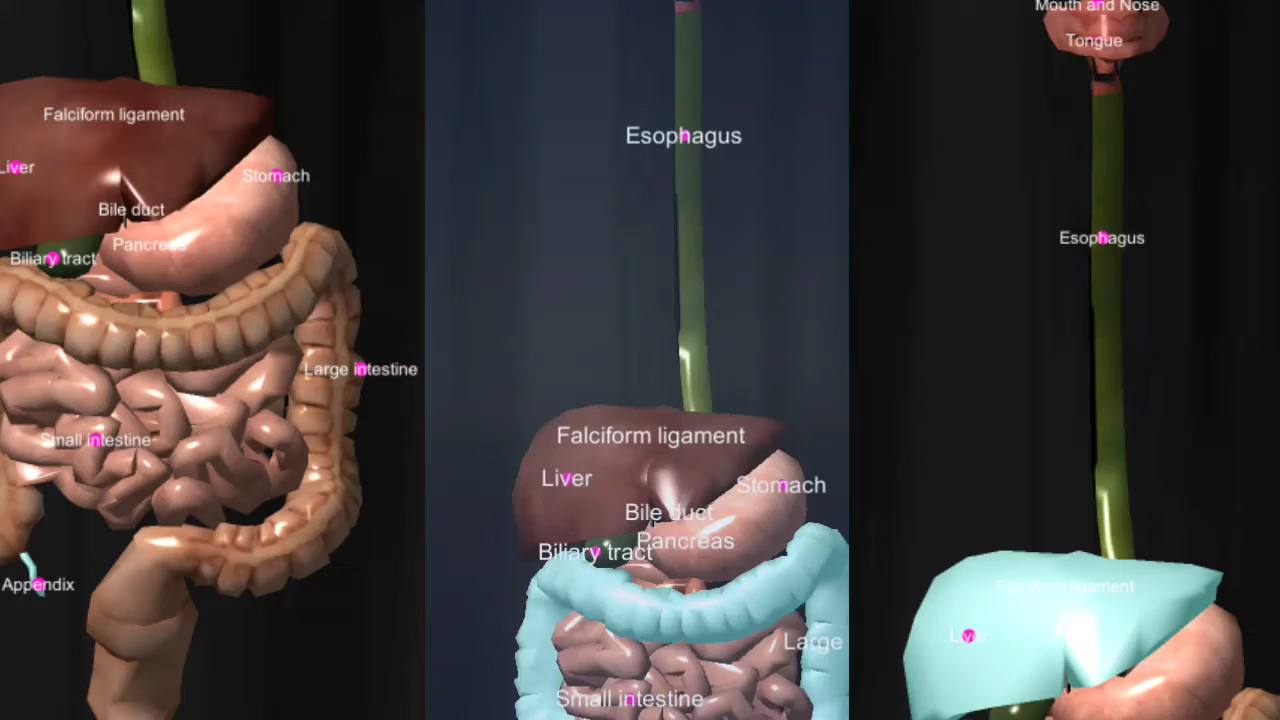 Falciform ligament
Liver
Stomach
Bile duct
Pancreas
Biliary tract
Large intestine
Small intestine
Appendix
Esophagus
Falciform ligament
Liver
Stomach
Bile duct
Pancreas
Biliary tract
Large
Small intestine
Mouth and Nose
Tongue
Esophagus
Falciform ligament
Liver